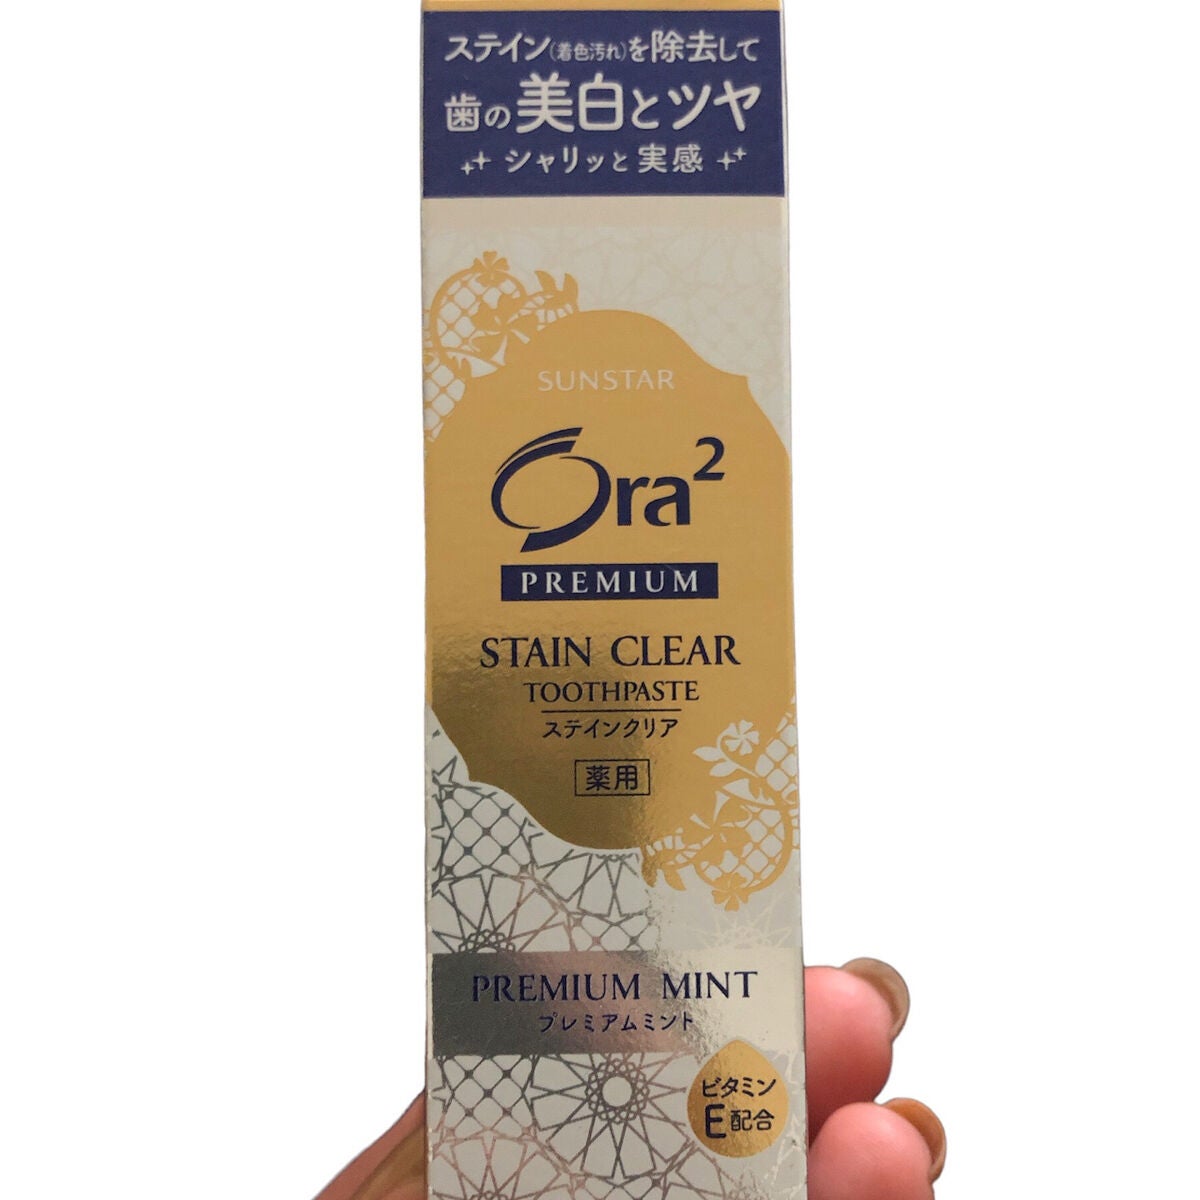 ステイン(着色汚れ)を除去して
歯の美白とツヤ
シャリッと実感
SUNSTAR
Ora²
PREMIUM
STAIN CLEAR
TOOTHPASTE
ステインクリア
薬用
PREMIUM MINT
プレミアムミント
ビタミン
E配合